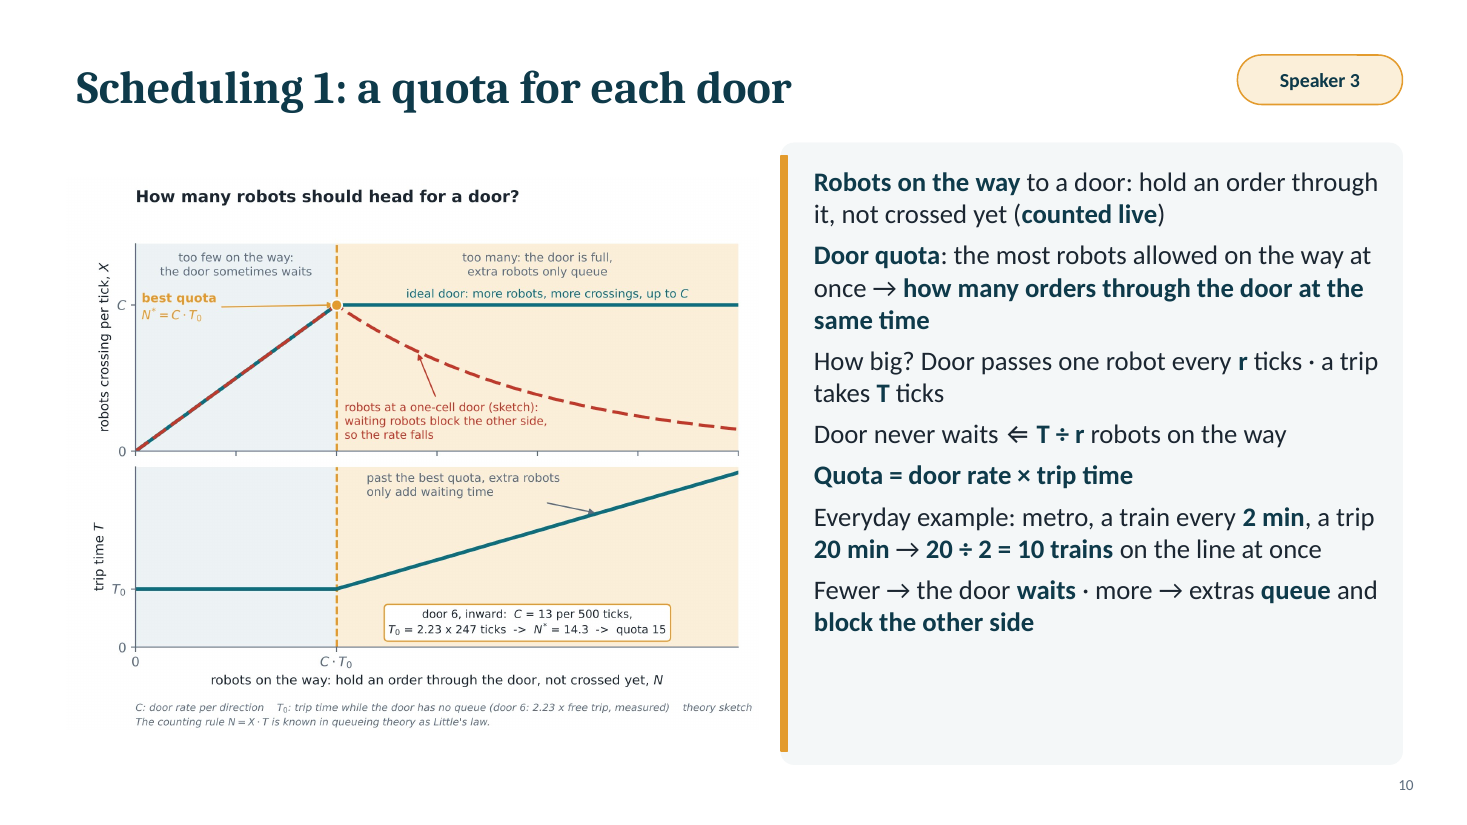 Scheduling 1: a quota for each door
Speaker 3
How many robots should head for a door?
too few on the way:
the door sometimes waits
too many: the door is full,
extra robots only queue
best quota
N* = C · T₀
ideal door: more robots, more crossings, up to C
C
robots crossing per tick, X
robots at a one-cell door (sketch):
waiting robots block the other side,
so the rate falls
0
past the best quota, extra robots
only add waiting time
trip time T
T₀
door 6, inward: C = 13 per 500 ticks,
T₀ = 2.23 x 247 ticks -> N* = 14.3 -> quota 15
0
0
C · T₀
robots on the way: hold an order through the door, not crossed yet, N
C: door rate per direction T₀: trip time while the door has no queue (door 6: 2.23 x free trip, measured) theory sketch
The counting rule N = X · T is known in queueing theory as Little's law.
Robots on the way to a door: hold an order through
it, not crossed yet (counted live)
Door quota: the most robots allowed on the way at
once → how many orders through the door at the
same time
How big? Door passes one robot every r ticks · a trip
takes T ticks
Door never waits ⇐ T ÷ r robots on the way
Quota = door rate × trip time
Everyday example: metro, a train every 2 min, a trip
20 min → 20 ÷ 2 = 10 trains on the line at once
Fewer → the door waits · more → extras queue and
block the other side
10